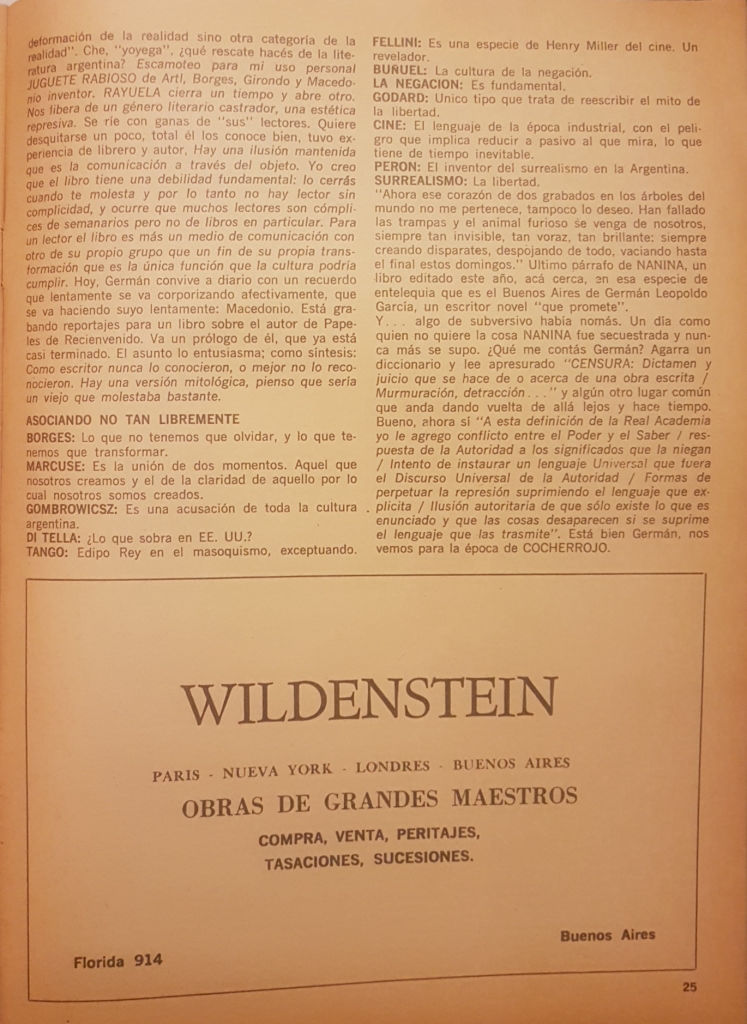 deformación de la realidad sino otra categoría de la
realidad". Che, "yoyega", ¿qué rescate hacés de la lite-
ratura argentina? Escamoteo para mi uso personal
JUGUETE RABIOSO de Artl, Borges, Girondo y Macedo-
nio inventor. RAYUELA cierra un tiempo y abre otro.
Nos libera de un género literario castrador, una estética
represiva. Se ríe con ganas de "sus" lectores. Quiere
desquitarse un poco, total él los conoce bien, tuvo ex-
periencia de librero y autor. Hay una ilusión mantenida
que es la comunicación a través del objeto. Yo creo
que el libro tiene una debilidad fundamental: lo cerrás
cuando te molesta y por lo tanto no hay lector sin
complicidad, y ocurre que muchos lectores son cómpli-
ces de semanarios pero no de libros en particular. Para
un lector el libro es más un medio de comunicación con
otro de su propio grupo que un fin de su propia trans-
formación que es la única función que la cultura podría
cumplir. Hoy, Germán convive a diario con un recuerdo
que lentamente se va corporizando afectivamente, que
se va haciendo suyo lentamente: Macedonio. Está gra-
bando reportajes para un libro sobre el autor de Pape-
les de Recienvenido. Va un prólogo de él, que ya está
casi terminado. El asunto lo entusiasma; como síntesis:
Como escritor nunca lo conocieron, o mejor no lo reco-
nocieron. Hay una versión mitológica, pienso que sería
un viejo que molestaba bastante.
ASOCIANDO NO TAN LIBREMENTE
BORGES: Lo que no tenemos que olvidar, y lo que te-
nemos que transformar.
MARCUSE: Es la unión de dos momentos. Aquel que
nosotros creamos y el de la claridad de aquello por lo
cual nosotros somos creados.
GOMBROWICSZ: Es una acusación de toda la cultura
argentina.
DI TELLA: ¿Lo que sobra en EE. UU.?
TANGO: Edipo Rey en el masoquismo, exceptuando.
FELLINI: Es una especie de Henry Miller del cine. Un
revelador.
BUÑUEL: La cultura de la negación.
LA NEGACION: Es fundamental.
GODARD: Unico tipo que trata de reescribir el mito de
la libertad.
CINE: El lenguaje de la época industrial, con el peli-
gro que implica reducir a pasivo al que mira, lo que
tiene de tiempo inevitable.
PERON: El inventor del surrealismo en la Argentina.
SURREALISMO: La libertad.
"Ahora ese corazón de dos grabados en los árboles del
mundo no me pertenece, tampoco lo deseo. Han fallado
las trampas y el animal furioso se venga de nosotros,
siempre tan invisible, tan voraz, tan brillante: siempre
creando disparates, despojando de todo, vaciando hasta
el final estos domingos." Ultimo párrafo de NANINA, un
libro editado este año, acá cerca, en esa especie de
entelequia que es el Buenos Aires de Germán Leopoldo
García, un escritor novel "que promete".
Y... algo de subversivo había nomás. Un día como
quien no quiere la cosa NANINA fue secuestrada y nun-
ca más se supo. ¿Qué me contás Germán? Agarra un
diccionario y lee apresurado "CENSURA: Dictamen y
juicio que se hace de o acerca de una obra escrita /
Murmuración, detracción..." y algún otro lugar común
que anda dando vuelta de allá lejos y hace tiempo.
Bueno, ahora sí "A esta definición de la Real Academia
yo le agrego conflicto entre el Poder y el Saber / res-
puesta de la Autoridad a los significados que la niegan
/ Intento de instaurar un lenguaje Universal que fuera
el Discurso Universal de la Autoridad / Formas de
perpetuar la represión suprimiendo el lenguaje que ex-
plicita / Ilusión autoritaria de que sólo existe lo que es
enunciado y que las cosas desaparecen si se suprime
el lenguaje que las trasmite". Está bien Germán, nos
vemos para la época de COCHERROJO.
WILDENSTEIN
PARIS - NUEVA YORK - LONDRES - BUENOS AIRES
OBRAS DE GRANDES MAESTROS
COMPRA, VENTA, PERITAJES,
TASACIONES, SUCESIONES.
Florida 914
Buenos Aires
25